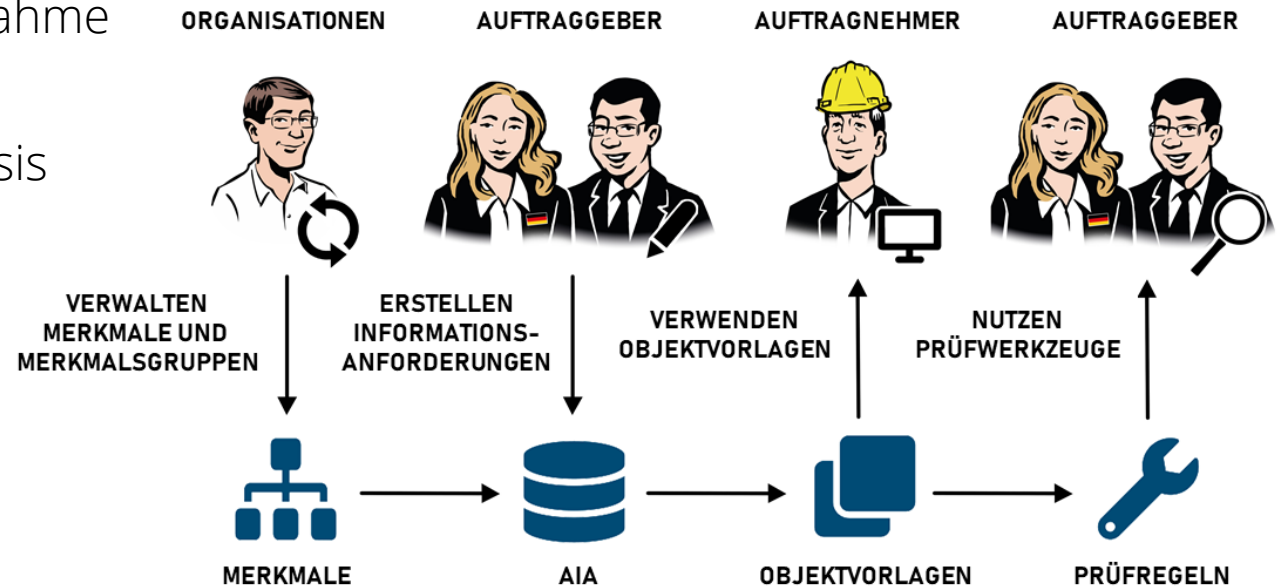 ahme
sis
ORGANISATIONEN
AUFTRAGGEBER
AUFTRAGNEHMER
AUFTRAGGEBER
VERWALTEN
MERKMALE UND
MERKMALSGRUPPEN
ERSTELLEN
INFORMATIONS-
ANFORDERUNGEN
VERWENDEN
OBJEKTVORLAGEN
NUTZEN
PRÜFWERKZEUGE
MERKMALE
AIA
OBJEKTVORLAGEN
PRÜFREGELN